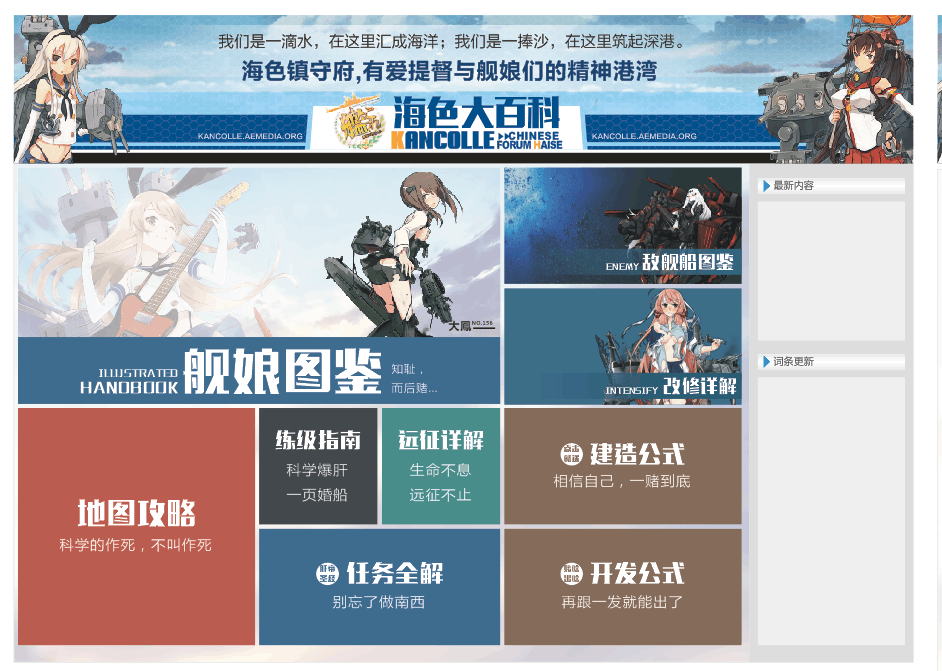 我们是一滴水，在这里汇成海洋；我们是一捧沙，在这里筑起深港。
海色镇守府,有爱提督与舰娘们的精神港湾
KANCOLLE.AEMEDIA.ORG
海色大百科
KANCOLLE CHINESE FORUM HAISE
KANCOLLE.AEMEDIA.ORG
大鳳 NO.156
ILLUSTRATED HANDBOOK 舰娘图鉴
知耻，
而后赌...
ENEMY 敌舰船图鉴
INTENSIFY 改修详解
最新内容
词条更新
地图攻略
科学的作死，不叫作死
练级指南
科学爆肝
一页婚船
远征详解
生命不息
远征不止
建造公式
相信自己，一赌到底
任务全解
别忘了做南西
开发公式
再跟一发就能出了